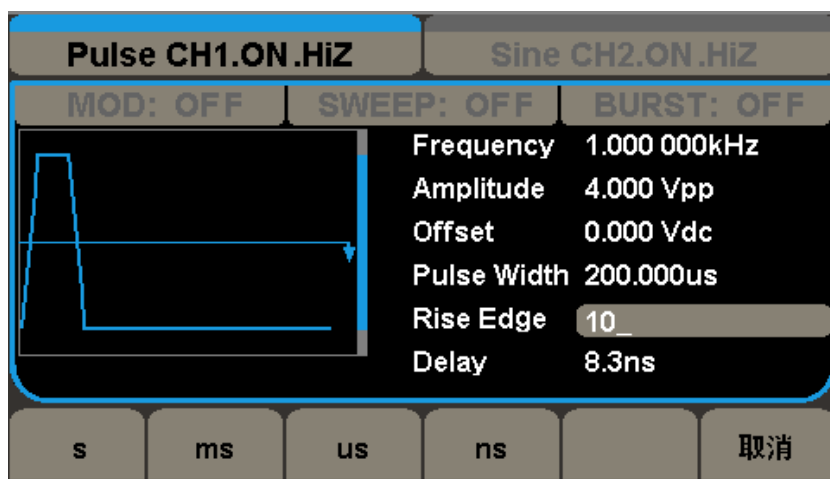 Pulse CH1.ON.HiZ
Sine CH2.ON.HiZ
MOD: OFF
SWEEP: OFF
BURST: OFF
Frequency 1.000 000kHz
Amplitude 4.000 Vpp
Offset 0.000 Vdc
Pulse Width 200.000us
Rise Edge 10_
Delay 8.3ns
s ms us ns 取消